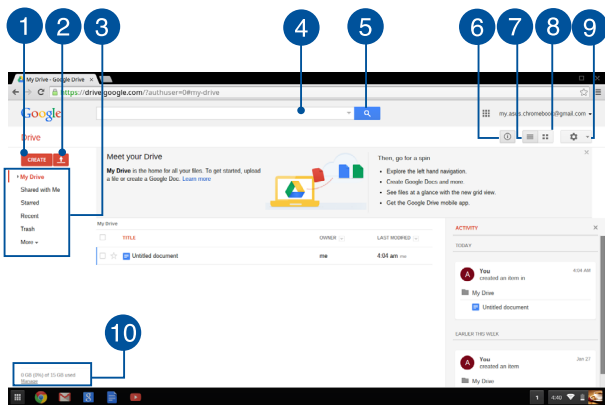 1 2 3 4 5 6 7 8 9
My Drive - Google Drive
https://drive.google.com/?authuser=0#my-drive
Google
my.asus.chromebook@gmail.com
Drive
CREATE
Meet your Drive
My Drive is the home for all your files. To get started, upload
a file or create a Google Doc. Learn more
Then, go for a spin
• Explore the left hand navigation.
• Create Google Docs and more.
• See files at a glance with the new grid view.
• Get the Google Drive mobile app.
My Drive
Shared with Me
Starred
Recent
Trash
More
My Drive
TITLE OWNER LAST MODIFIED
Untitled document me 4:04 am me
ACTIVITY
TODAY
A You 4:04 AM
created an item in
My Drive
Untitled document
EARLIER THIS WEEK
A You Jan 27
created an item
My Drive
10
0 GB (0%) of 15 GB used
Manage
8
1 4:40